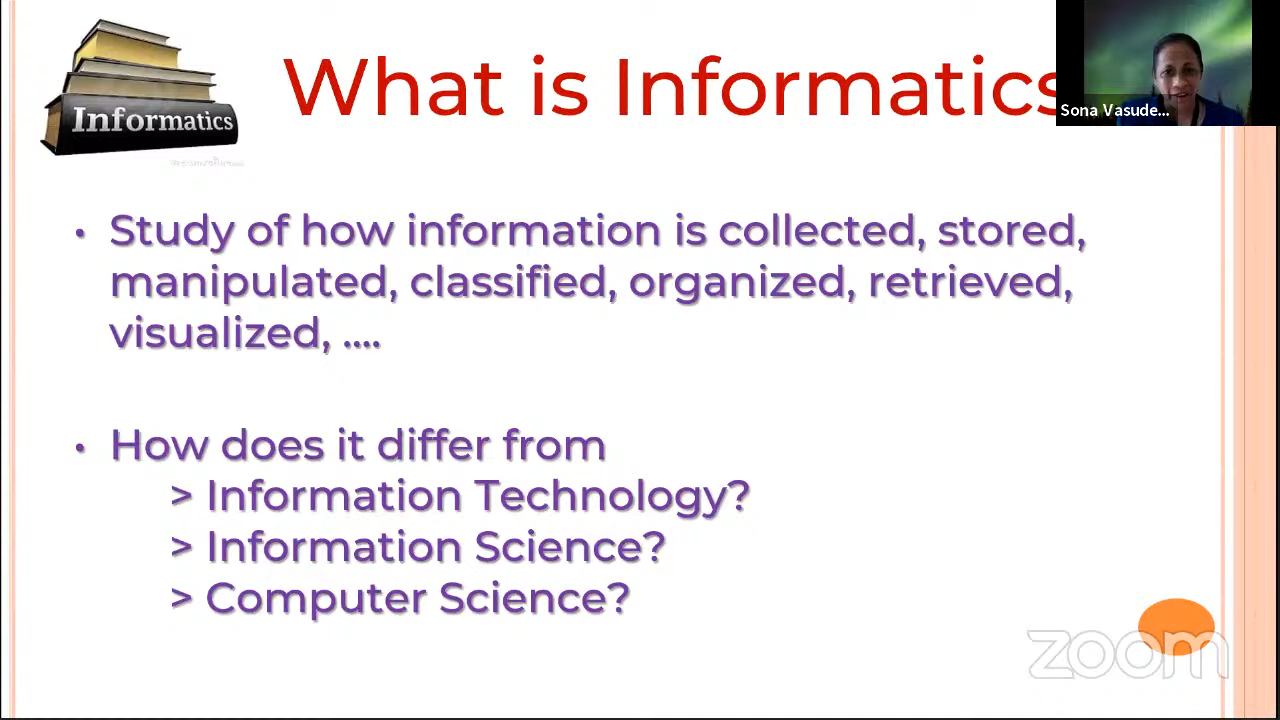 Informatics
What is Informatics
Sona Vasude...
• Study of how information is collected, stored,
manipulated, classified, organized, retrieved,
visualized, ....
• How does it differ from
> Information Technology?
> Information Science?
> Computer Science?
zoom